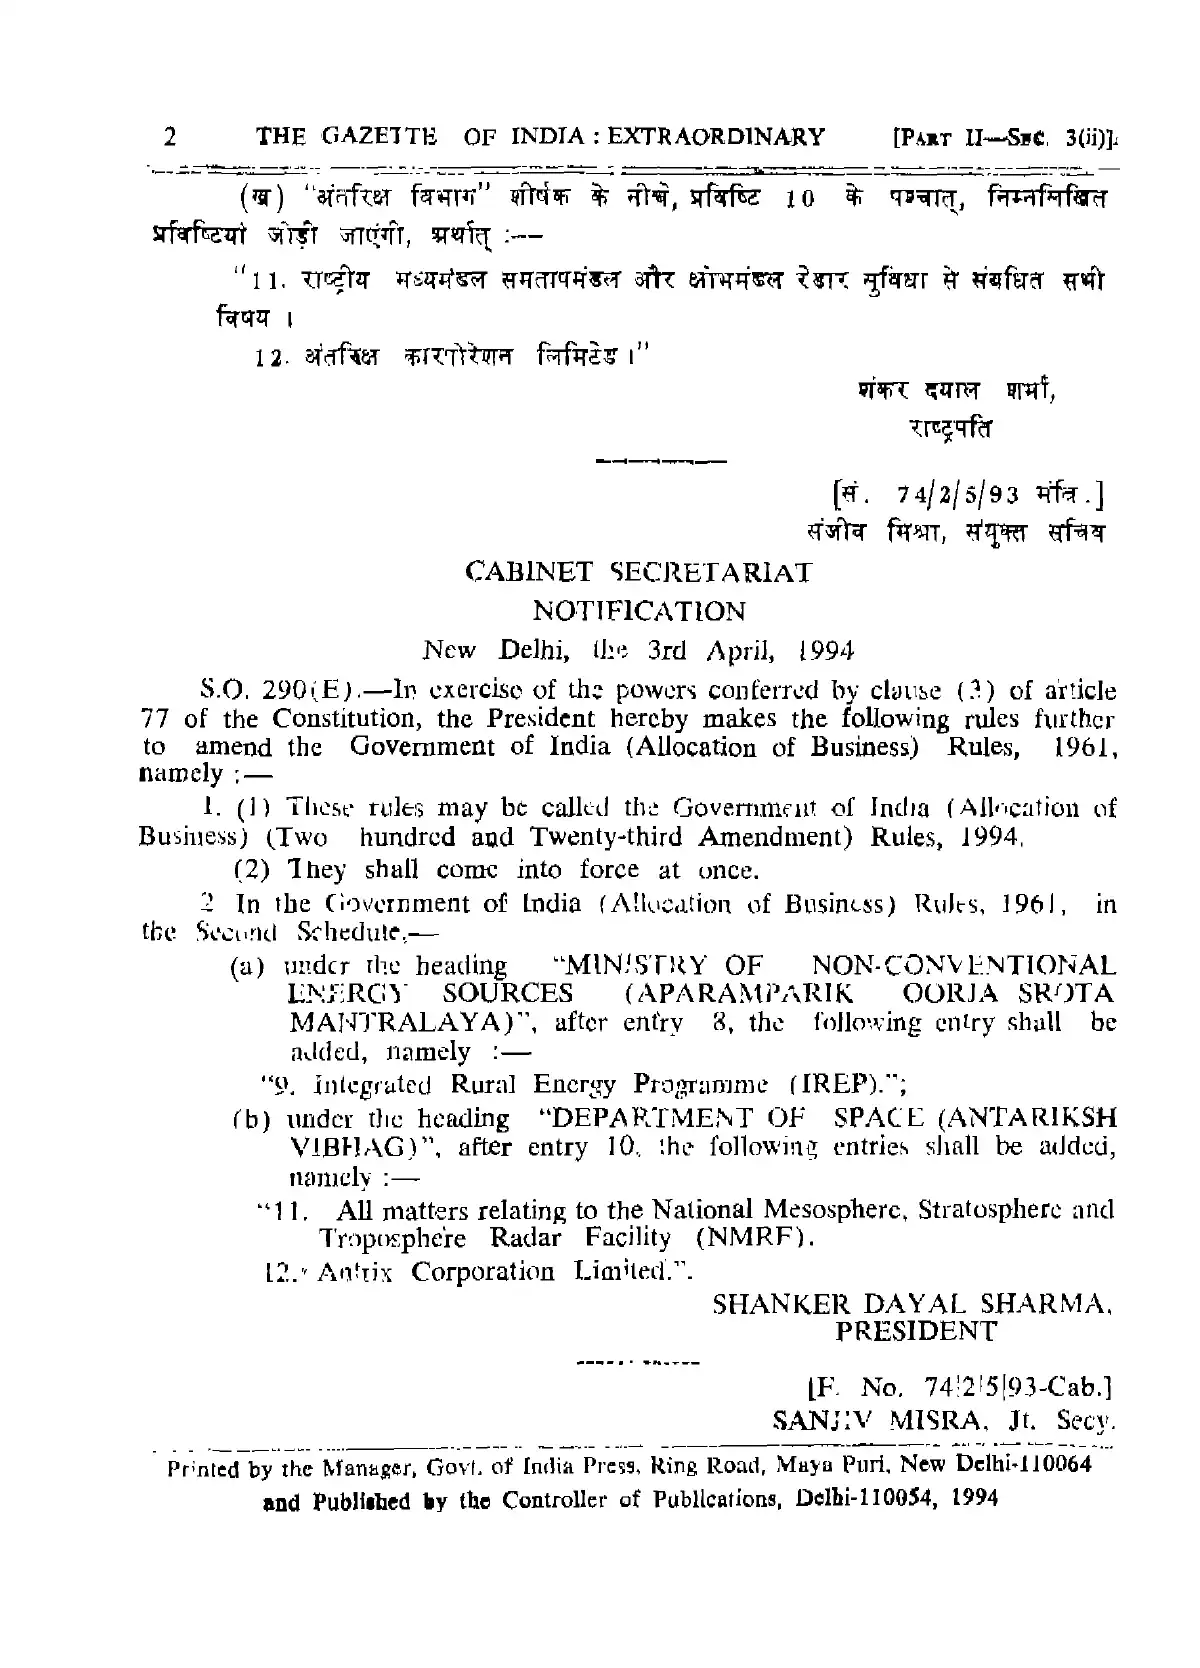 2 THE GAZETTE OF INDIA : EXTRAORDINARY [PART II—SEC. 3(ii)]
(ख) "अंतरिक्ष विभाग" शीर्षक के नीचे, प्रविष्टि 10 के पश्चात्, निम्नलिखित
प्रविष्टियां जोड़ी जाएंगी, अर्थात् :—
"11. राष्ट्रीय मध्यमंडल समतापमंडल और क्षोभमंडल रेडार सुविधा से संबंधित सभी
विषय ।
12. अंतरिक्ष कारपोरेशन लिमिटेड ।"
शंकर दयाल शर्मा,
राष्ट्रपति
[सं. 74/2/5/93 मंत्रि.]
संजीव मिश्रा, संयुक्त सचिव
CABINET SECRETARIAT
NOTIFICATION
New Delhi, the 3rd April, 1994
S.O. 290(E).—In exercise of the powers conferred by clause (3) of article
77 of the Constitution, the President hereby makes the following rules further
to amend the Government of India (Allocation of Business) Rules, 1961,
namely :—
1. (1) These rules may be called the Government of India (Allocation of
Business) (Two hundred and Twenty-third Amendment) Rules, 1994.
(2) They shall come into force at once.
2 In the Government of India (Allocation of Business) Rules, 1961, in
the Second Schedule,—
(a) under the heading "MINISTRY OF NON-CONVENTIONAL
ENERGY SOURCES (APARAMPARIK OORJA SROTA
MANTRALAYA)", after entry 8, the following entry shall be
added, namely :—
"9. Integrated Rural Energy Programme (IREP).";
(b) under the heading "DEPARTMENT OF SPACE (ANTARIKSH
VIBHAG)", after entry 10, the following entries shall be added,
namely :—
"11. All matters relating to the National Mesosphere, Stratosphere and
Troposphere Radar Facility (NMRF).
12. Antrix Corporation Limited.".
SHANKER DAYAL SHARMA,
PRESIDENT
[F. No. 74|2|5|93-Cab.]
SANJIV MISRA, Jt. Secy.
Printed by the Manager, Govt. of India Press, Ring Road, Maya Puri, New Delhi-110064
and Published by the Controller of Publications, Delhi-110054, 1994